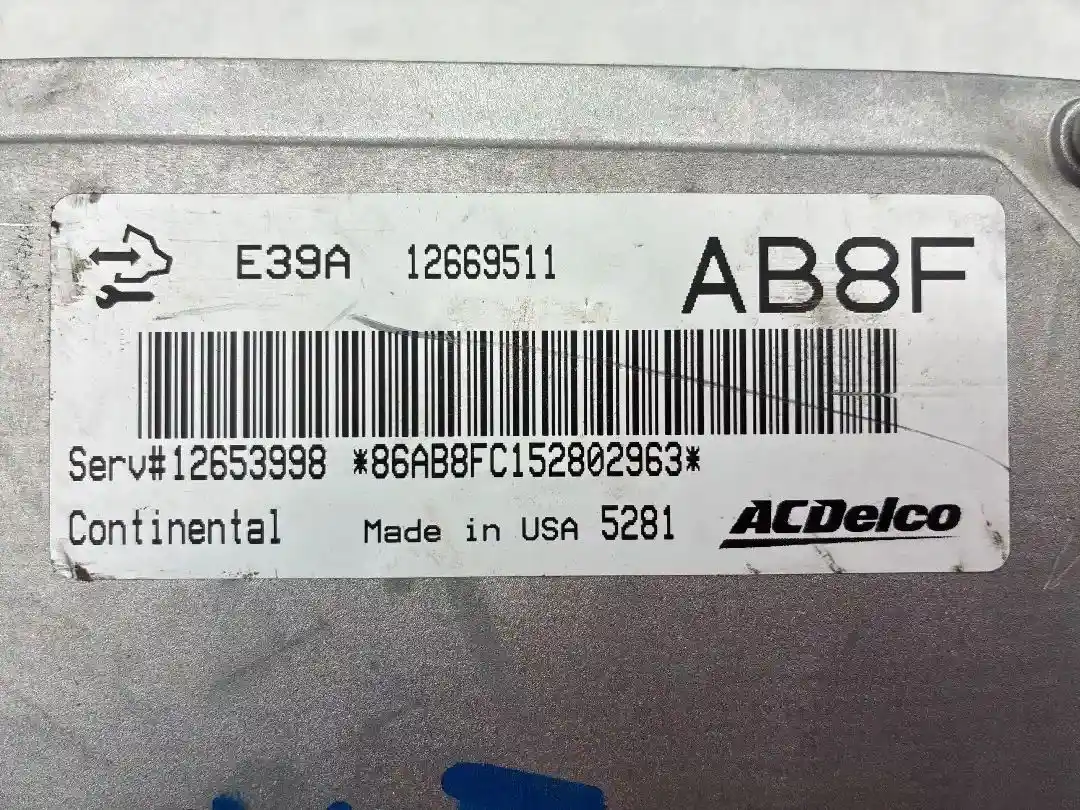 E39A 12669511 AB8F
Serv#12653998 *86AB8FC152802963*
Continental Made in USA 5281 ACDelco